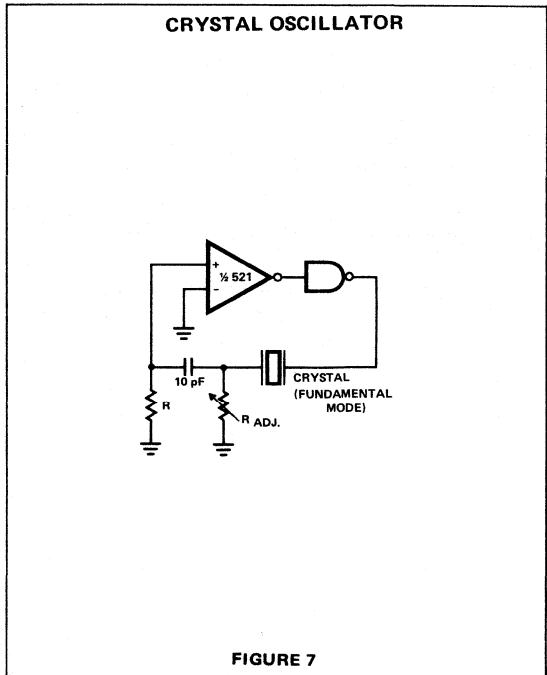 CRYSTAL OSCILLATOR
+
½ 521
−
10 pF
CRYSTAL
(FUNDAMENTAL
MODE)
R
R ADJ.
FIGURE 7